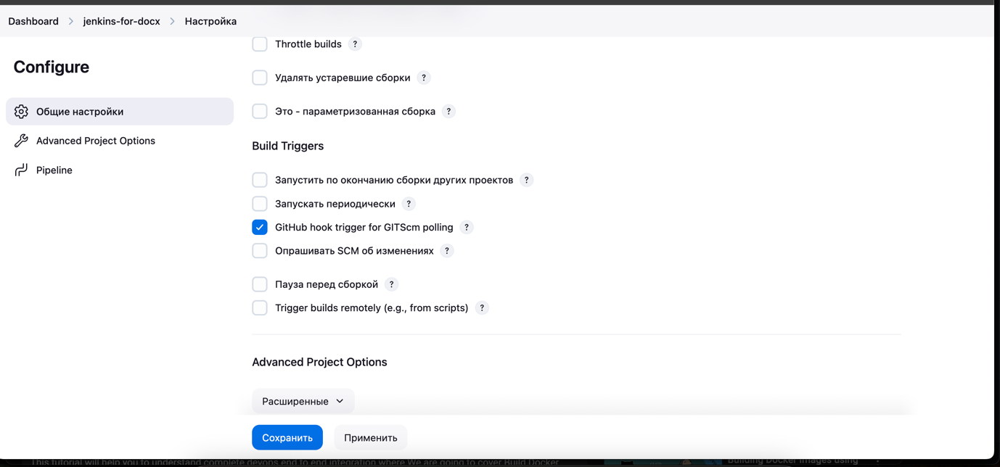 Dashboard > jenkins-for-docx > Настройка
Configure
Общие настройки
Advanced Project Options
Pipeline
Throttle builds ?
Удалять устаревшие сборки ?
Это - параметризованная сборка ?
Build Triggers
Запустить по окончанию сборки других проектов ?
Запускать периодически ?
GitHub hook trigger for GITScm polling ?
Опрашивать SCM об изменениях ?
Пауза перед сборкой ?
Trigger builds remotely (e.g., from scripts) ?
Advanced Project Options
Расширенные
Сохранить Применить
This tutorial will help you to understand complete devops end to end integration where We are going to cover Build Docker
Building Docker Images using